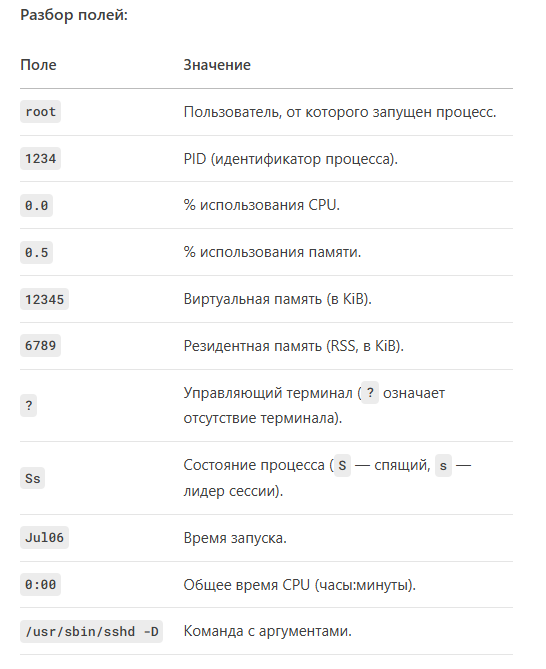 Разбор полей:
Поле Значение
root Пользователь, от которого запущен процесс.
1234 PID (идентификатор процесса).
0.0 % использования CPU.
0.5 % использования памяти.
12345 Виртуальная память (в KiB).
6789 Резидентная память (RSS, в KiB).
? Управляющий терминал ( ? означает
отсутствие терминала).
Ss Состояние процесса ( S — спящий, s —
лидер сессии).
Jul06 Время запуска.
0:00 Общее время CPU (часы:минуты).
/usr/sbin/sshd -D Команда с аргументами.